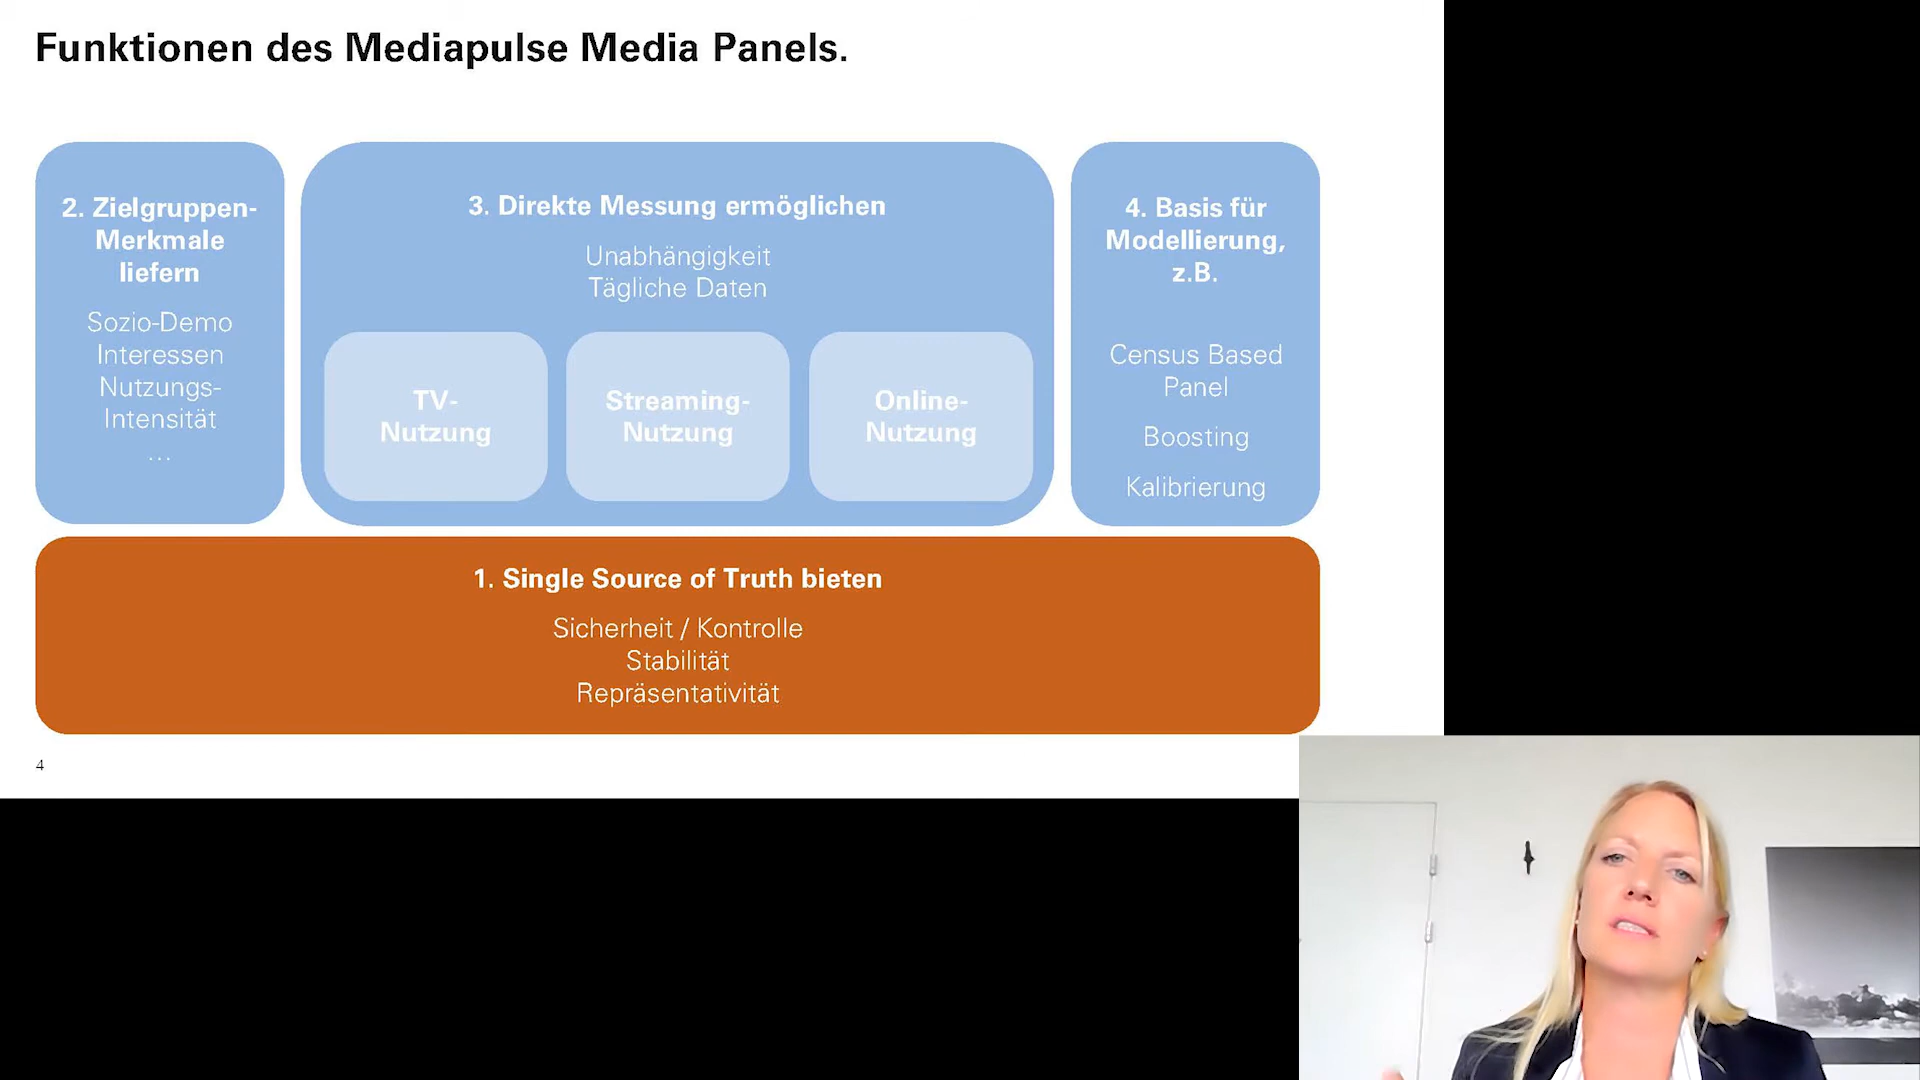 Funktionen des Mediapulse Media Panels.
2. Zielgruppen-
Merkmale
liefern
Sozio-Demo
Interessen
Nutzungs-
Intensität
...
3. Direkte Messung ermöglichen
Unabhängigkeit
Tägliche Daten
TV-
Nutzung
Streaming-
Nutzung
Online-
Nutzung
4. Basis für
Modellierung,
z.B.
Census Based
Panel
Boosting
Kalibrierung
1. Single Source of Truth bieten
Sicherheit / Kontrolle
Stabilität
Repräsentativität
4